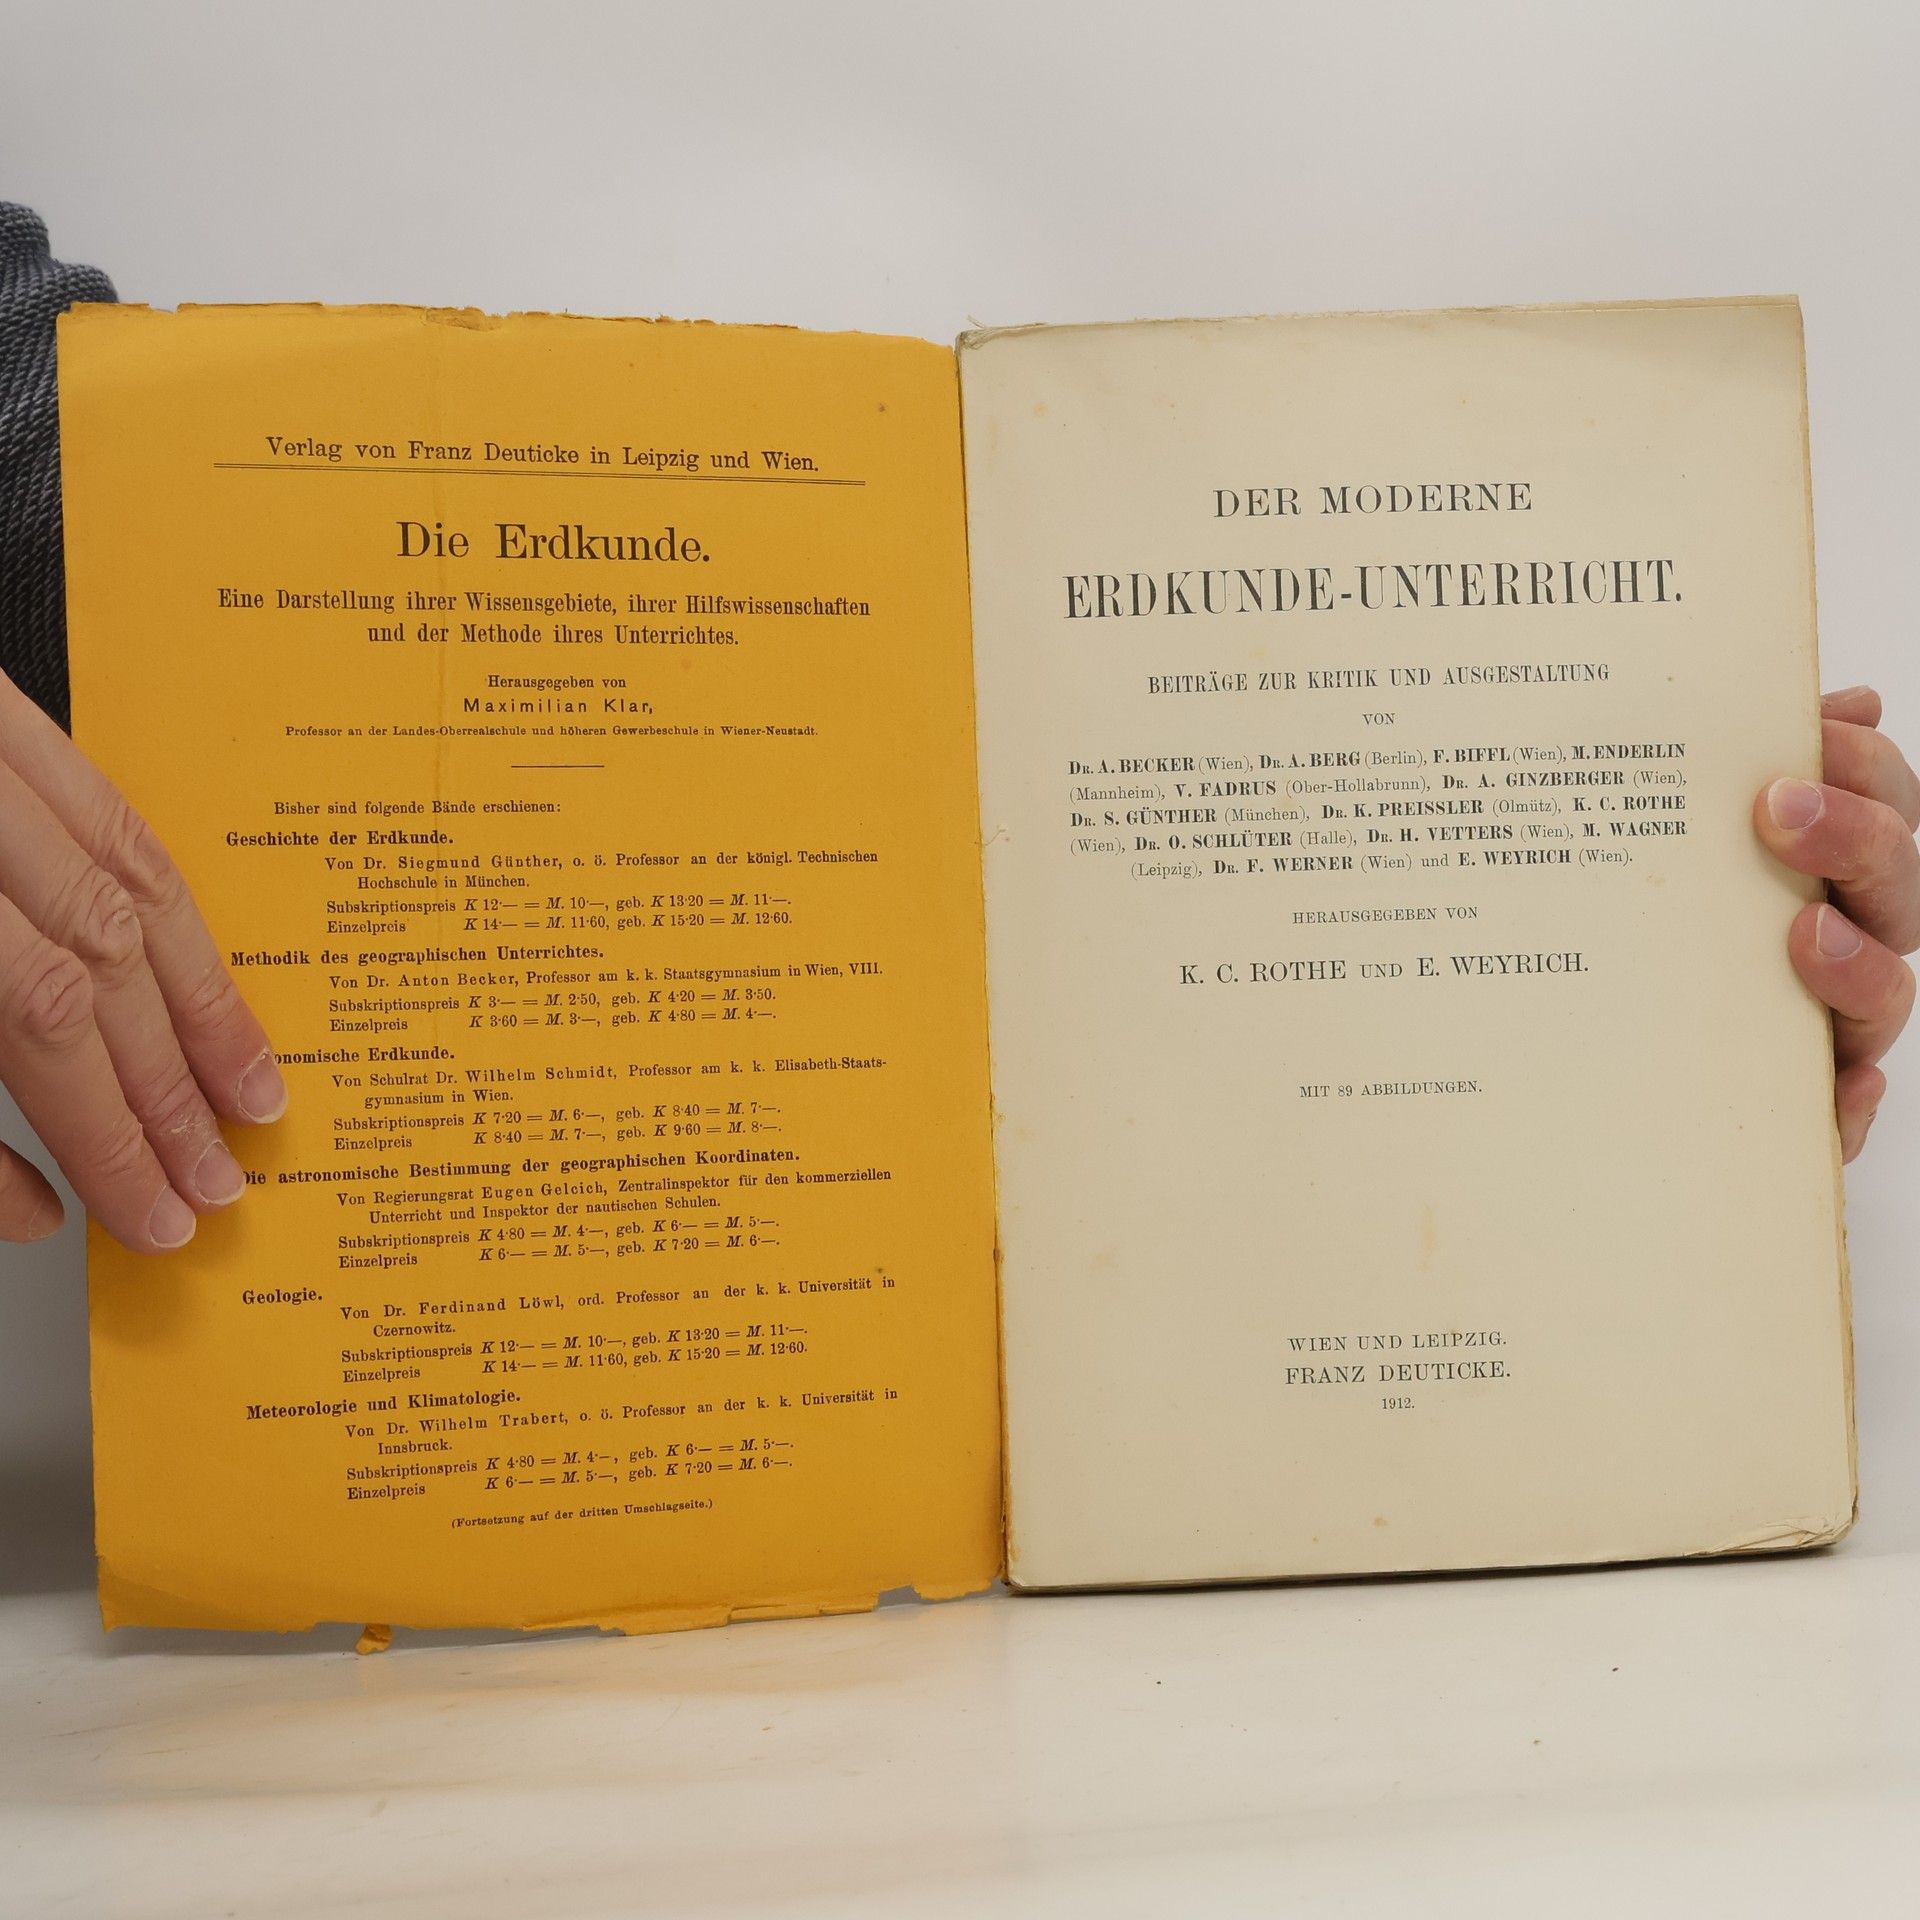 Verlag von Franz Deuticke in Leipzig und Wien.
Die Erdkunde.
Eine Darstellung ihrer Wissensgebiete, ihrer Hilfswissenschaften
und der Methode ihres Unterrichtes.
Herausgegeben von
Maximilian Klar,
Professor an der Landes-Oberrealschule und höheren Gewerbeschule in Wiener-Neustadt.
Bisher sind folgende Bände erschienen:
Geschichte der Erdkunde.
Von Dr. Siegmund Günther, o. ö. Professor an der königl. Technischen
Hochschule in München.
Subskriptionspreis K 12·— = M. 10·—, geb. K 13·20 = M. 11·—.
Einzelpreis K 14·— = M. 11·60, geb. K 15·20 = M. 12·60.
Methodik des geographischen Unterrichtes.
Von Dr. Anton Becker, Professor am k. k. Staatsgymnasium in Wien, VIII.
Subskriptionspreis K 3·— = M. 2·50, geb. K 4·20 = M. 3·50.
Einzelpreis K 3·60 = M. 3·—, geb. K 4·80 = M. 4·—.
onomische Erdkunde.
Von Schulrat Dr. Wilhelm Schmidt, Professor am k. k. Elisabeth-Staats-
gymnasium in Wien.
Subskriptionspreis K 7·20 = M. 6·—, geb. K 8·40 = M. 7·—.
Einzelpreis K 8·40 = M. 7·—, geb. K 9·60 = M. 8·—.
Die astronomische Bestimmung der geographischen Koordinaten.
Von Regierungsrat Eugen Gelcich, Zentralinspektor für den kommerziellen
Unterricht und Inspektor der nautischen Schulen.
Subskriptionspreis K 4·80 = M. 4·—, geb. K 6·— = M. 5·—.
Einzelpreis K 6·— = M. 5·—, geb. K 7·20 = M. 6·—.
Geologie.
Von Dr. Ferdinand Löwl, ord. Professor an der k. k. Universität in
Czernowitz.
Subskriptionspreis K 12·— = M. 10·—, geb. K 13·20 = M. 11·—.
Einzelpreis K 14·— = M. 11·60, geb. K 15·20 = M. 12·60.
Meteorologie und Klimatologie.
Von Dr. Wilhelm Trabert, o. ö. Professor an der k. k. Universität in
Innsbruck.
Subskriptionspreis K 4·80 = M. 4·—, geb. K 6·— = M. 5·—.
Einzelpreis K 6·— = M. 5·—, geb. K 7·20 = M. 6·—.
(Fortsetzung auf der dritten Umschlagseite.)
DER MODERNE
ERDKUNDE-UNTERRICHT.
BEITRÄGE ZUR KRITIK UND AUSGESTALTUNG
VON
DR. A. BECKER (Wien), DR. A. BERG (Berlin), F. BIFFL (Wien), M. ENDERLIN
(Mannheim), V. FADRUS (Ober-Hollabrunn), DR. A. GINZBERGER (Wien),
DR. S. GÜNTHER (München), DR. K. PREISSLER (Olmütz), K. C. ROTHE
(Wien), DR. O. SCHLÜTER (Halle), DR. H. VETTERS (Wien), M. WAGNER
(Leipzig), DR. F. WERNER (Wien) und E. WEYRICH (Wien).
HERAUSGEGEBEN VON
K. C. ROTHE UND E. WEYRICH.
MIT 89 ABBILDUNGEN.
WIEN UND LEIPZIG.
FRANZ DEUTICKE.
1912.